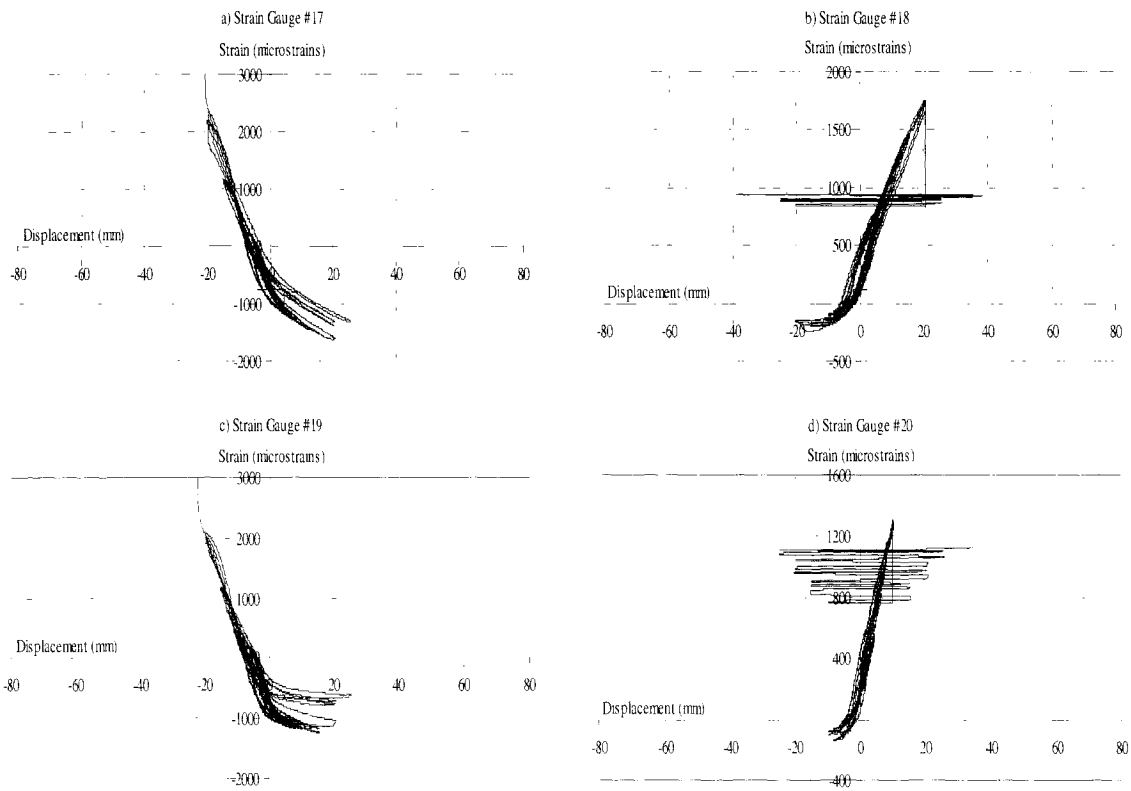 a) Strain Gauge #17
Strain (microstrains)
3000
2000
1000
Displacement (mm)
-80 -60 -40 -20 0 20 40 60 80
-1000
-2000
b) Strain Gauge #18
Strain (microstrains)
2000
1500
1000
500
Displacement (mm)
-80 -60 -40 -20 0 20 40 60 80
-500
c) Strain Gauge #19
Strain (microstrains)
3000
2000
1000
Displacement (mm)
-80 -60 -40 -20 0 20 40 60 80
-1000
-2000
d) Strain Gauge #20
Strain (microstrains)
1600
1200
800
400
Displacement (mm)
-80 -60 -40 -20 0 20 40 60 80
-400